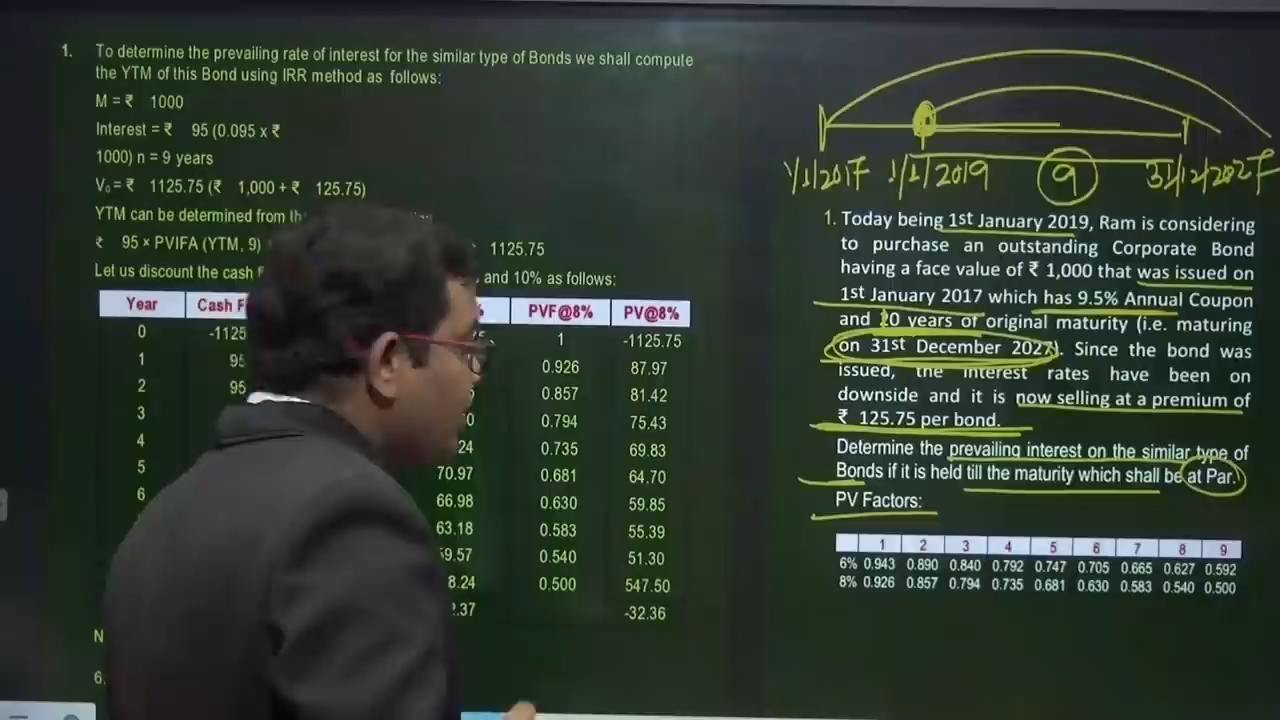 1. To determine the prevailing rate of interest for the similar type of Bonds we shall compute
the YTM of this Bond using IRR method as follows:
M = ₹ 1000
Interest = ₹ 95 (0.095 x ₹
1000) n = 9 years
V₀ = ₹ 1125.75 (₹ 1,000 + ₹ 125.75)
YTM can be determined from
₹ 95 × PVIFA (YTM, 9) 1125.75
Let us discount the cash and 10% as follows:
Year PVF@8% PV@8%
0 -1125 1 -1125.75
1 95 0.926 87.97
2 95 0.857 81.42
3 0.794 75.43
4 0.735 69.83
5 70.97 0.681 64.70
6 66.98 0.630 59.85
63.18 0.583 55.39
59.57 0.540 51.30
8.24 0.500 547.50
2.37 -32.36
N
6.
1/1/2017 1/1/2019 9 31/12/2027
1. Today being 1st January 2019, Ram is considering
to purchase an outstanding Corporate Bond
having a face value of ₹ 1,000 that was issued on
1st January 2017 which has 9.5% Annual Coupon
and 20 years of original maturity (i.e. maturing
on 31st December 2027). Since the bond was
issued, the interest rates have been on
downside and it is now selling at a premium of
₹ 125.75 per bond.
Determine the prevailing interest on the similar type of
Bonds if it is held till the maturity which shall be at Par.
PV Factors:
1 2 3 4 5 6 7 8 9
6% 0.943 0.890 0.840 0.792 0.747 0.705 0.665 0.627 0.592
8% 0.926 0.857 0.794 0.735 0.681 0.630 0.583 0.540 0.500